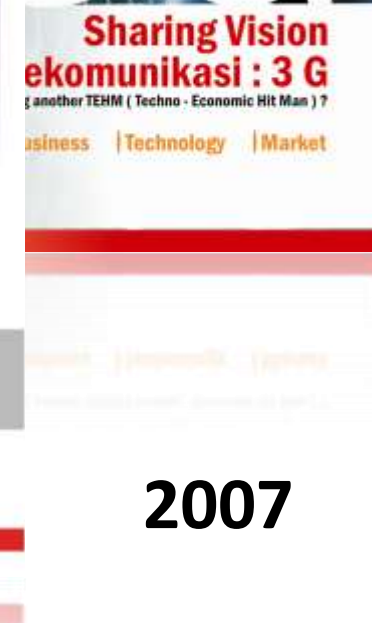 Sharing Vision
ekomunikasi : 3 G
another TEHM ( Techno - Economic Hit Man ) ?
usiness |Technology |Market
2007